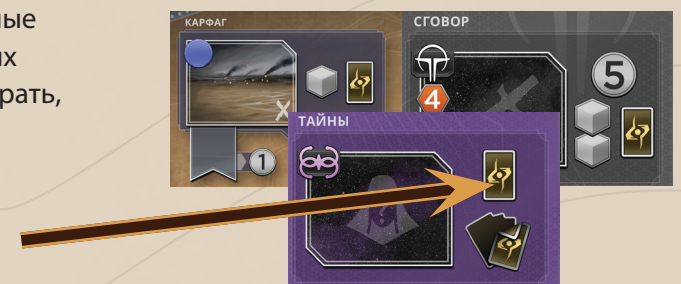 ные
их
рать,
КАРФАГ
СГОВОР
5
4
ТАЙНЫ
1